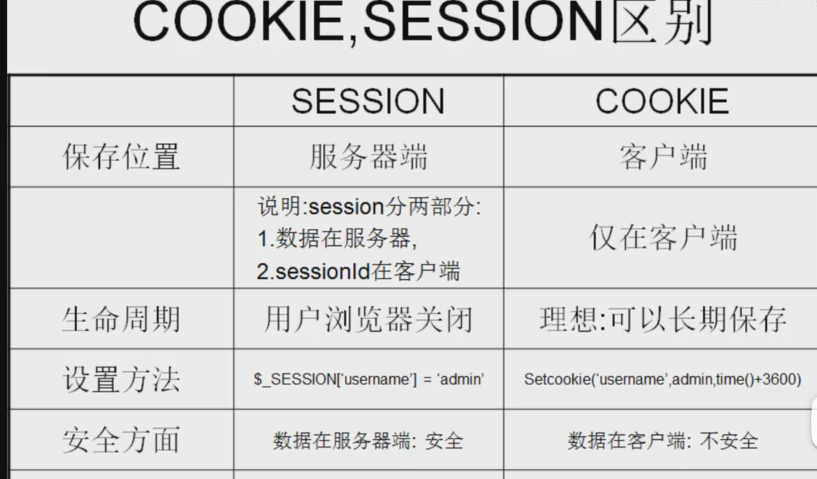 COOKIE,SESSION区别
SESSION COOKIE
保存位置 服务器端 客户端
说明:session分两部分:
1.数据在服务器,
2.sessionId在客户端
仅在客户端
生命周期 用户浏览器关闭 理想:可以长期保存
设置方法 $_SESSION['username'] = 'admin' Setcookie('username',admin,time()+3600)
安全方面 数据在服务器端: 安全 数据在客户端: 不安全